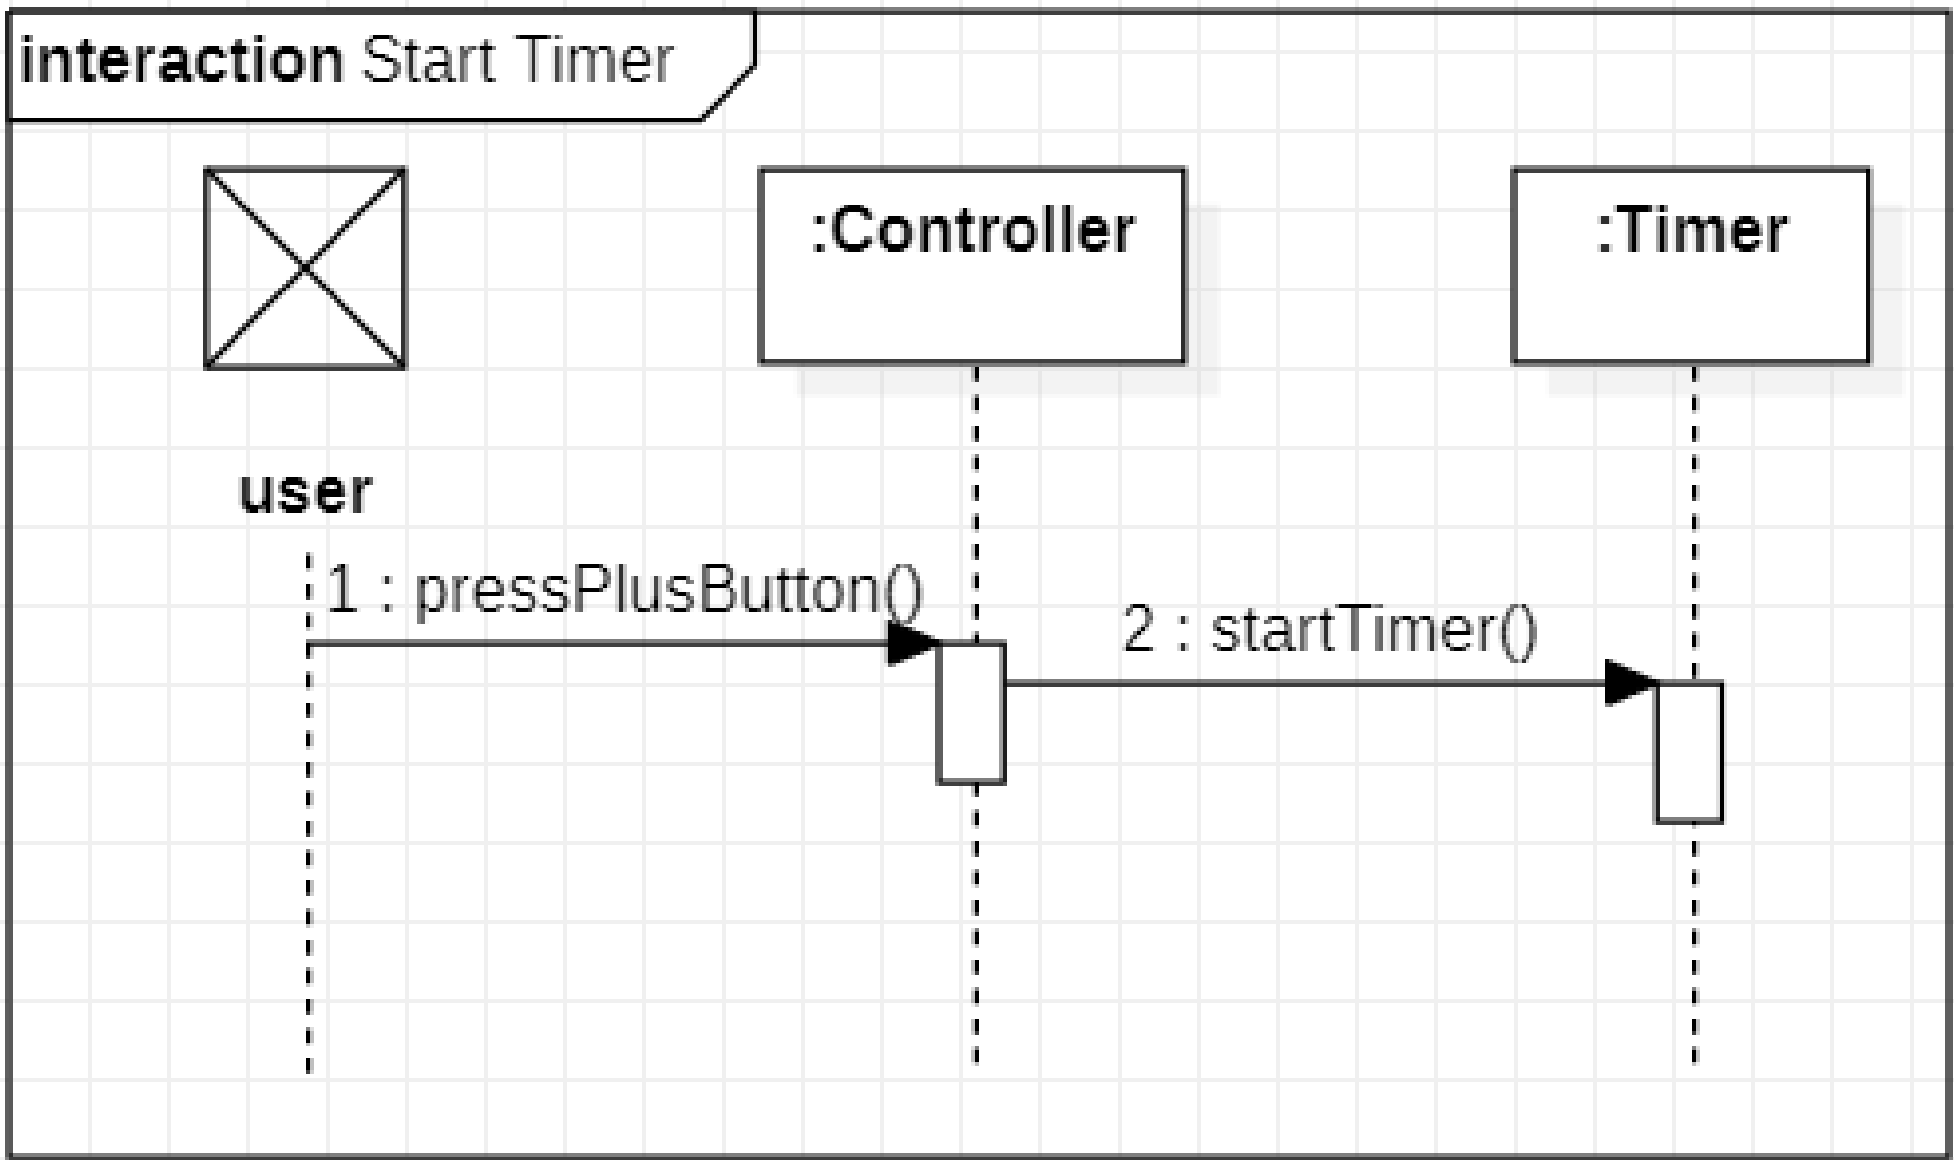 interaction Start Timer
:Controller
:Timer
user
1 : pressPlusButton()
2 : startTimer()